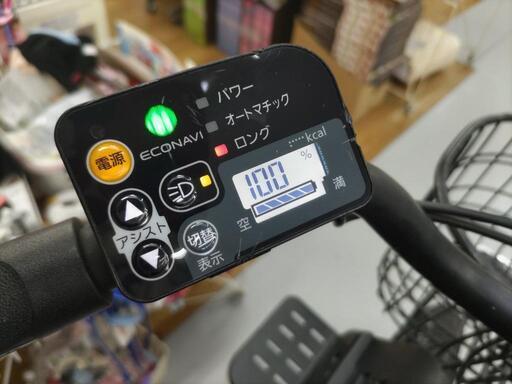 パワー
オートマチック
ロング
ECONAVI
電源
kcal
100 %
空
満
アシスト
切替
表示